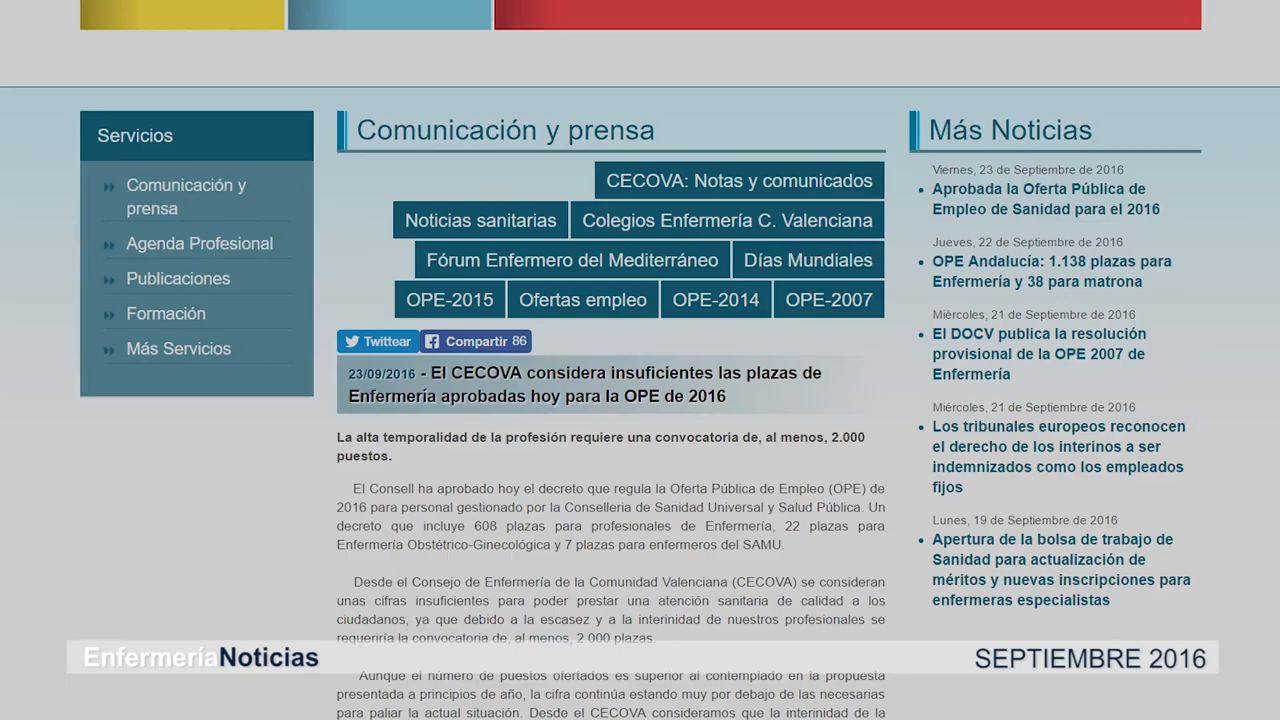 Servicios
Comunicación y
prensa
Agenda Profesional
Publicaciones
Formación
Más Servicios
Comunicación y prensa
CECOVA: Notas y comunicados
Noticias sanitarias
Colegios Enfermería C. Valenciana
Fórum Enfermero del Mediterráneo
Días Mundiales
OPE-2015
Ofertas empleo
OPE-2014
OPE-2007
Twittear
Compartir 86
23/09/2016 - El CECOVA considera insuficientes las plazas de
Enfermería aprobadas hoy para la OPE de 2016
La alta temporalidad de la profesión requiere una convocatoria de, al menos, 2.000
puestos.
El Consell ha aprobado hoy el decreto que regula la Oferta Pública de Empleo (OPE) de
2016 para personal gestionado por la Conselleria de Sanidad Universal y Salud Pública. Un
decreto que incluye 608 plazas para profesionales de Enfermería, 22 plazas para
Enfermería Obstétrico-Ginecológica y 7 plazas para enfermeros del SAMU.
Desde el Consejo de Enfermería de la Comunidad Valenciana (CECOVA) se consideran
unas cifras insuficientes para poder prestar una atención sanitaria de calidad a los
ciudadanos, ya que debido a la escasez y a la interinidad de nuestros profesionales se
requeriría la convocatoria de, al menos, 2.000 plazas.
Aunque el número de puestos ofertados es superior al contemplado en la propuesta
presentada a principios de año, la cifra continúa estando muy por debajo de las necesarias
para paliar la actual situación. Desde el CECOVA consideramos que la interinidad de la
Más Noticias
Viernes, 23 de Septiembre de 2016
Aprobada la Oferta Pública de
Empleo de Sanidad para el 2016
Jueves, 22 de Septiembre de 2016
OPE Andalucía: 1.138 plazas para
Enfermería y 38 para matrona
Miércoles, 21 de Septiembre de 2016
El DOCV publica la resolución
provisional de la OPE 2007 de
Enfermería
Miércoles, 21 de Septiembre de 2016
Los tribunales europeos reconocen
el derecho de los interinos a ser
indemnizados como los empleados
fijos
Lunes, 19 de Septiembre de 2016
Apertura de la bolsa de trabajo de
Sanidad para actualización de
méritos y nuevas inscripciones para
enfermeras especialistas
EnfermeríaNoticias
SEPTIEMBRE 2016